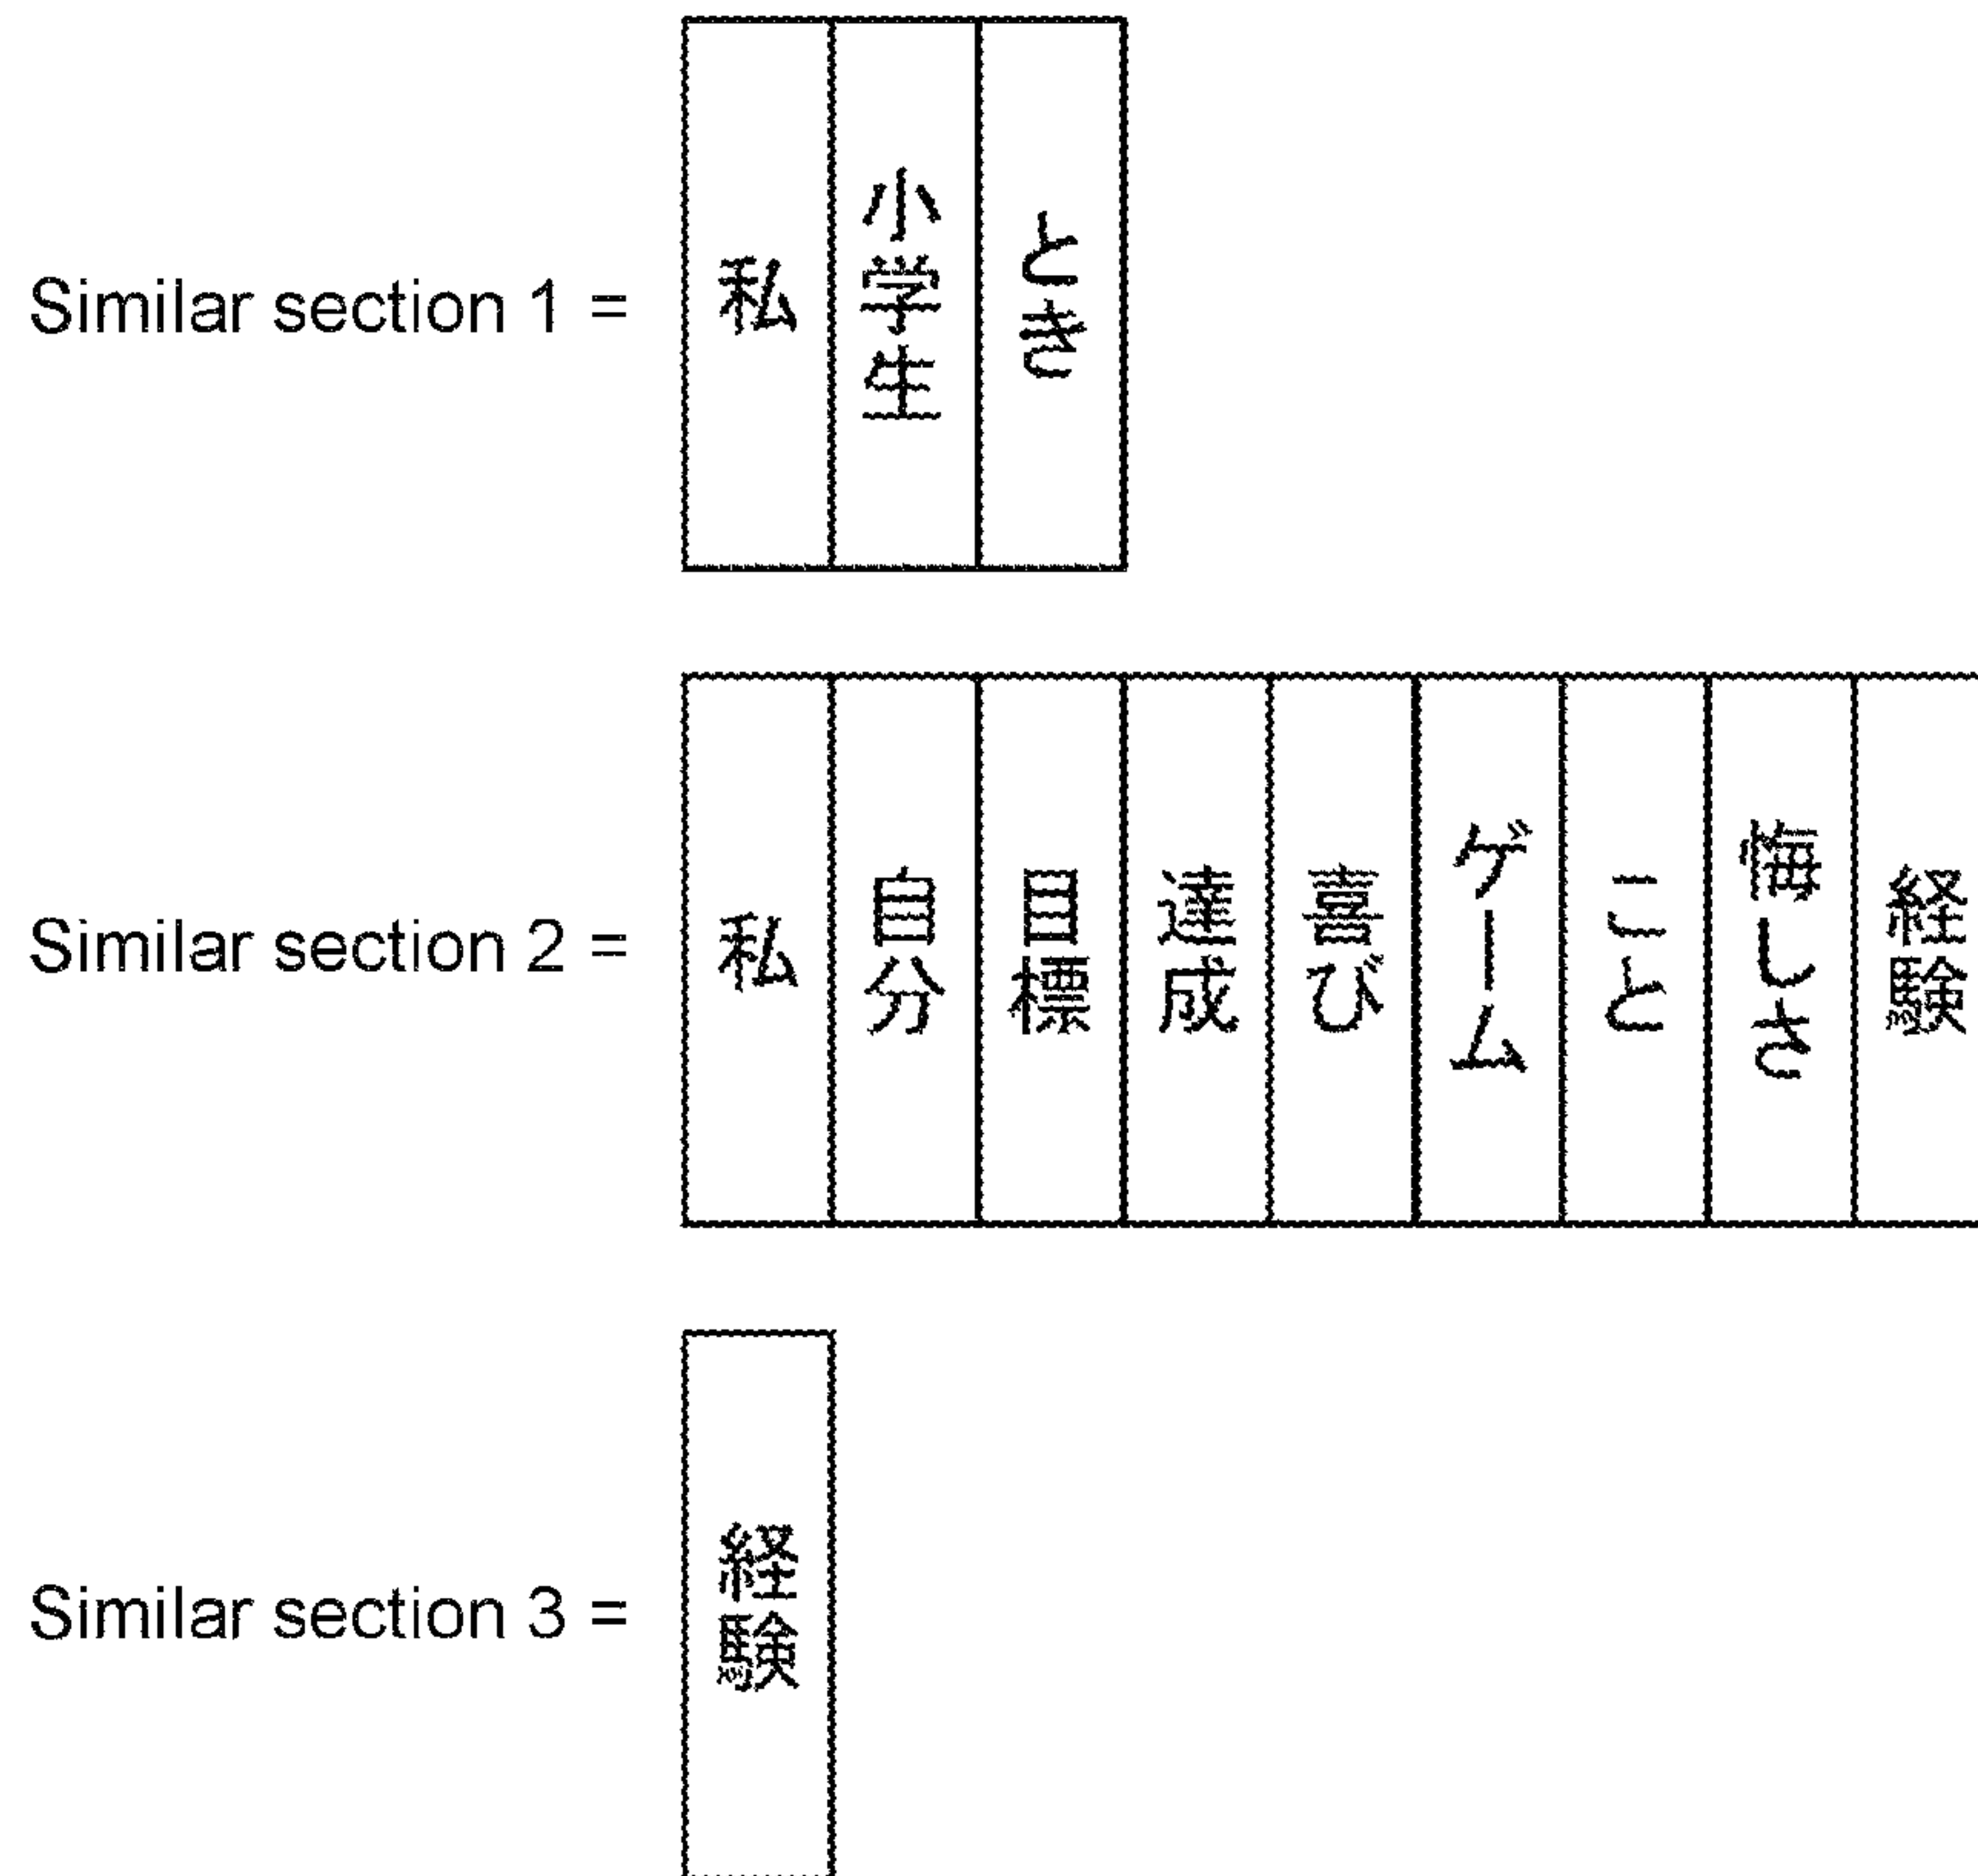 Similar section 1 = 私 小学生 とき
Similar section 2 = 私 自分 目標 達成 喜び ゲーム こと 悔しさ 経験
Similar section 3 = 経験